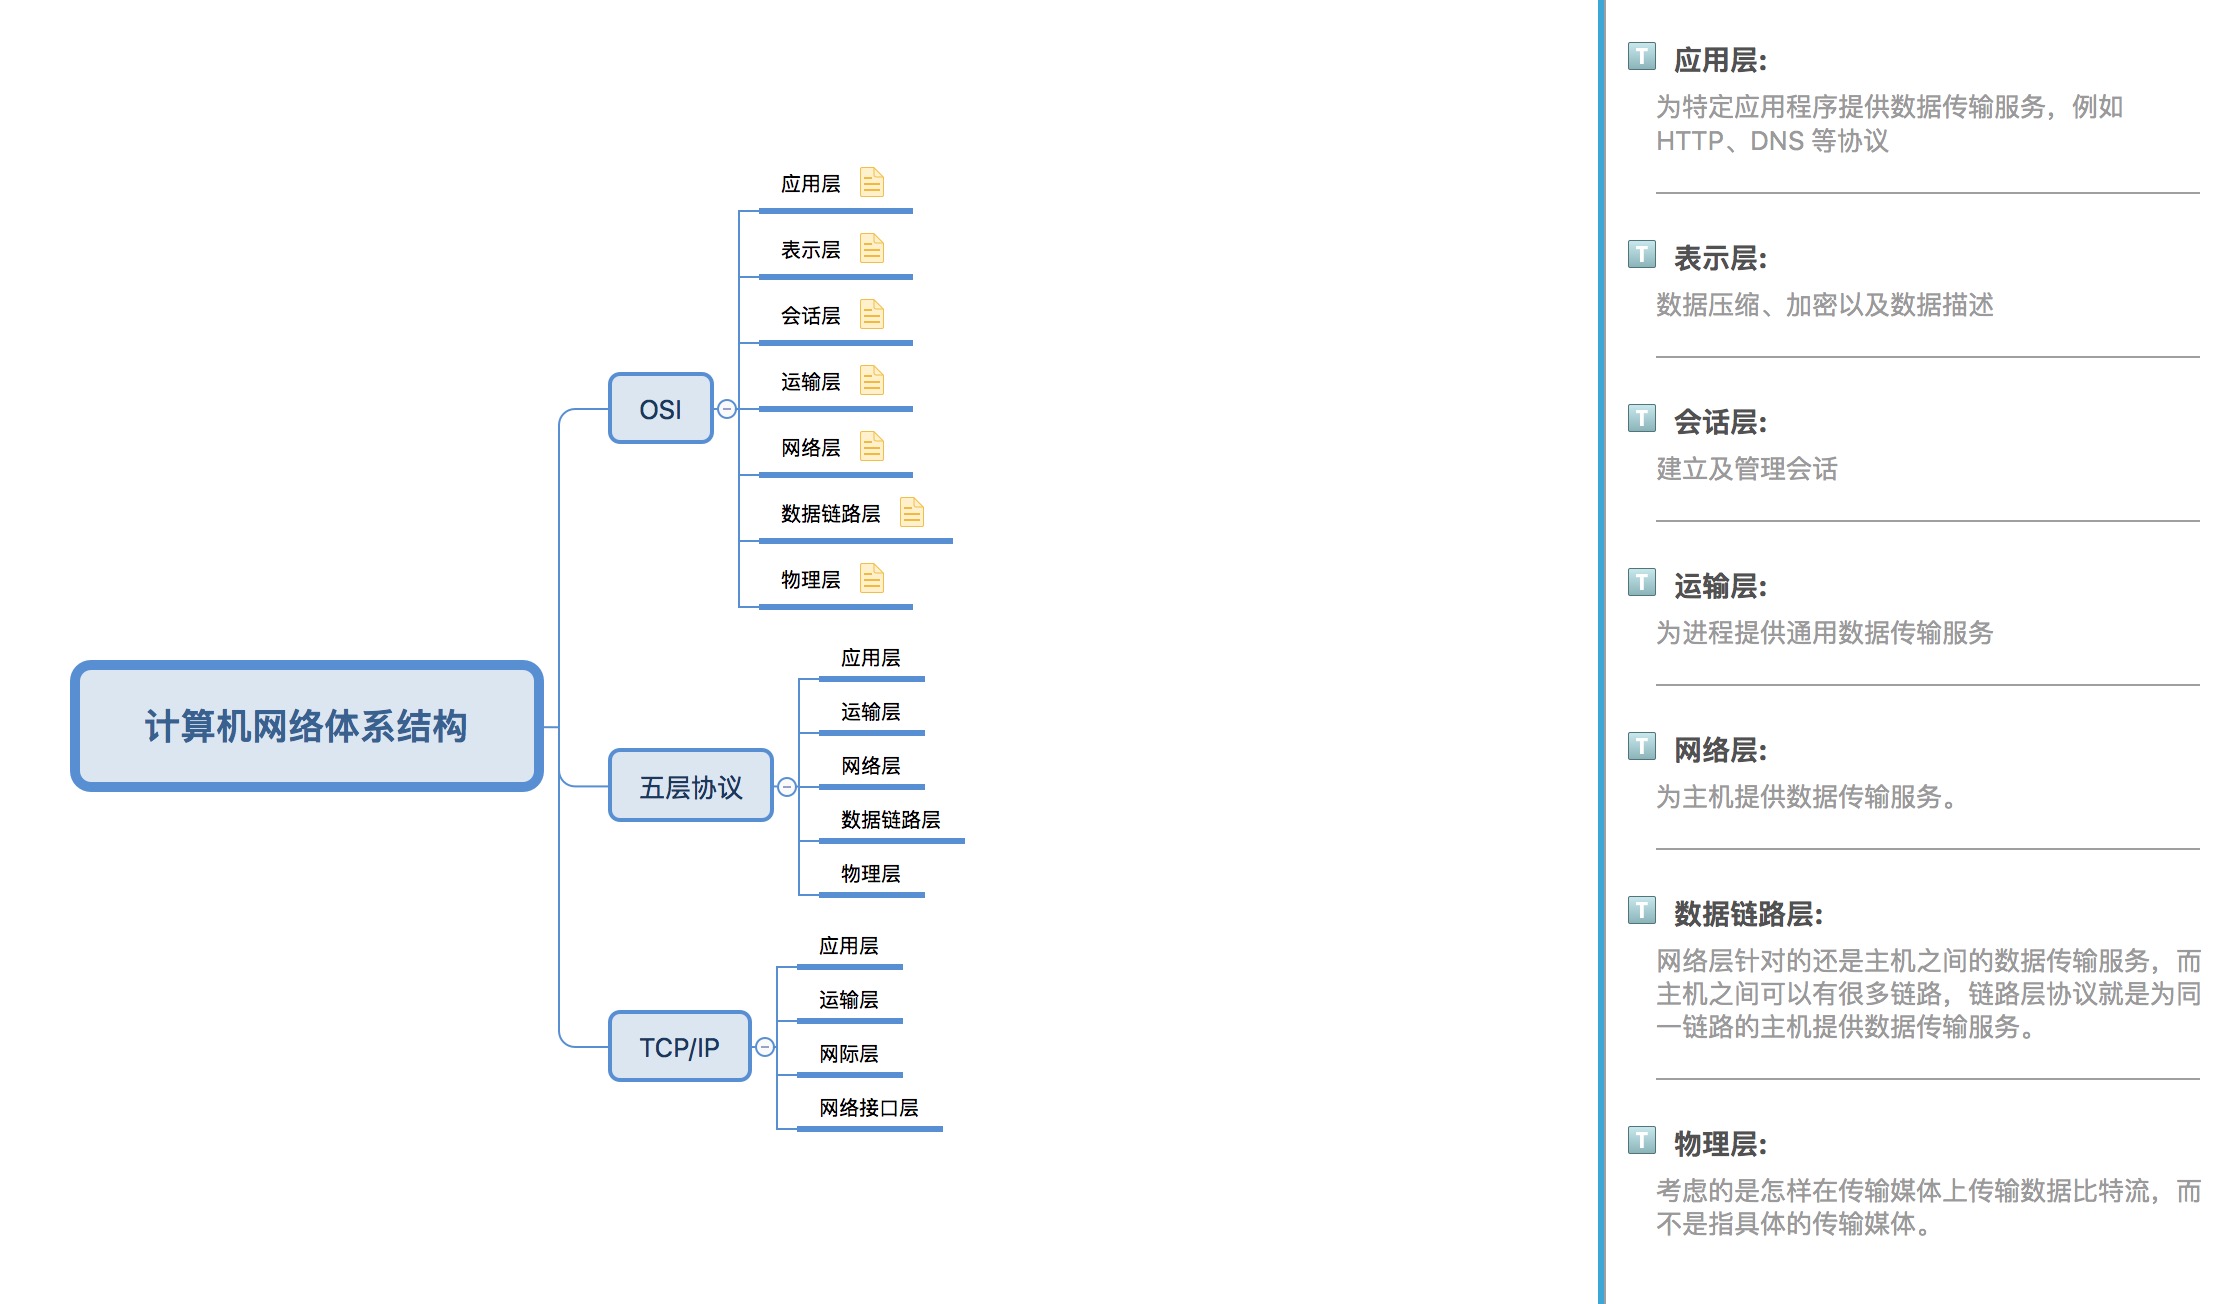 计算机网络体系结构
OSI
应用层
表示层
会话层
运输层
网络层
数据链路层
物理层
五层协议
应用层
运输层
网络层
数据链路层
物理层
TCP/IP
应用层
运输层
网际层
网络接口层
T 应用层:
为特定应用程序提供数据传输服务，例如
HTTP、DNS 等协议
T 表示层:
数据压缩、加密以及数据描述
T 会话层:
建立及管理会话
T 运输层:
为进程提供通用数据传输服务
T 网络层:
为主机提供数据传输服务。
T 数据链路层:
网络层针对的还是主机之间的数据传输服务，而
主机之间可以有很多链路，链路层协议就是为同
一链路的主机提供数据传输服务。
T 物理层:
考虑的是怎样在传输媒体上传输数据比特流，而
不是指具体的传输媒体。